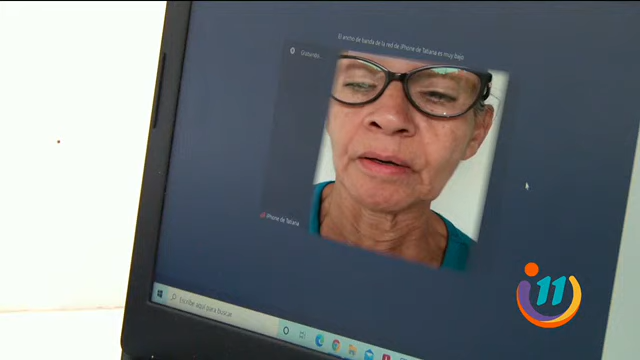 El ancho de banda de la red de iPhone de Tatiana es muy bajo
Grabando...
iPhone de Tatiana
Escribe aquí para buscar
11